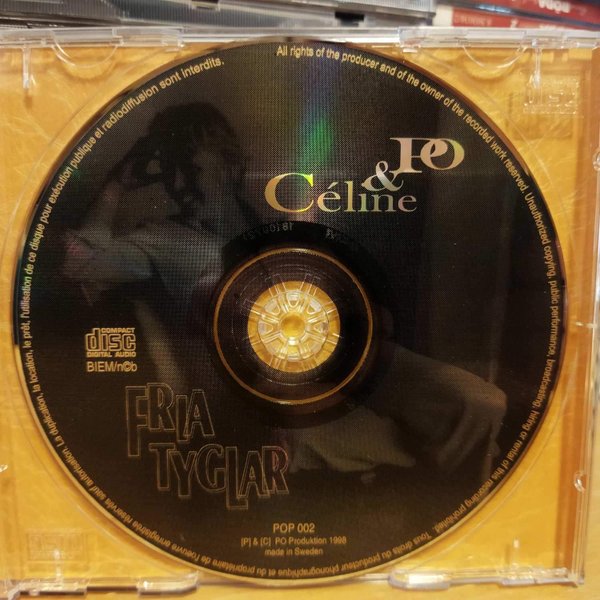 All rights of the producer and of the owner of the recorded work reserved. Unauthorized copying, public performance, broadcasting, hiring or rental of this recording prohibited. Tous droits du producteur phonographique et du propriétaire de l'oeuvre enregistrée réservés sauf autorisation. La duplication, la location, le prêt, l'utilisation de ce disque pour exécution publique et radiodiffusion sont interdits.
PO
&
Céline
COMPACT
disc
DIGITAL AUDIO
BIEM/n©b
FRIA
TYGLAR
POP 002
[P] & [C] PO Produktion 1998
made in Sweden